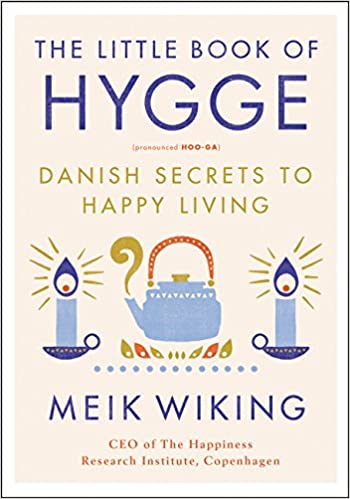 THE LITTLE BOOK OF
HYGGE
(pronounced HOO-GA)
DANISH SECRETS TO
HAPPY LIVING
MEIK WIKING
CEO of The Happiness
Research Institute, Copenhagen